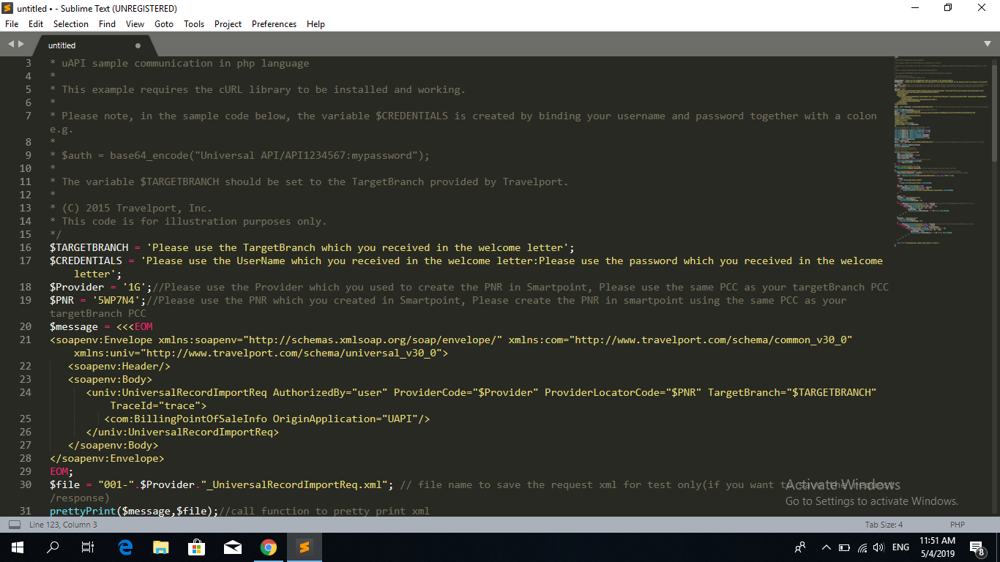 untitled • - Sublime Text (UNREGISTERED)
File Edit Selection Find View Goto Tools Project Preferences Help
untitled
3 * uAPI sample communication in php language
4 *
5 * This example requires the cURL library to be installed and working.
6 *
7 * Please note, in the sample code below, the variable $CREDENTIALS is created by binding your username and password together with a colon
e.g.
8 *
9 * $auth = base64_encode("Universal API/API1234567:mypassword");
10 *
11 * The variable $TARGETBRANCH should be set to the TargetBranch provided by Travelport.
12 *
13 * (C) 2015 Travelport, Inc.
14 * This code is for illustration purposes only.
15 */
16 $TARGETBRANCH = 'Please use the TargetBranch which you received in the welcome letter';
17 $CREDENTIALS = 'Please use the UserName which you received in the welcome letter:Please use the password which you received in the welcome
letter';
18 $Provider = '1G';//Please use the Provider which you used to create the PNR in Smartpoint, Please use the same PCC as your targetBranch PCC
19 $PNR = '5WP7N4';//Please use the PNR which you created in Smartpoint, Please create the PNR in smartpoint using the same PCC as your
targetBranch PCC
20 $message = <<<EOM
21 <soapenv:Envelope xmlns:soapenv="http://schemas.xmlsoap.org/soap/envelope/" xmlns:com="http://www.travelport.com/schema/common_v30_0"
xmlns:univ="http://www.travelport.com/schema/universal_v30_0">
22 <soapenv:Header/>
23 <soapenv:Body>
24 <univ:UniversalRecordImportReq AuthorizedBy="user" ProviderCode="$Provider" ProviderLocatorCode="$PNR" TargetBranch="$TARGETBRANCH"
TraceId="trace">
25 <com:BillingPointOfSaleInfo OriginApplication="UAPI"/>
26 </univ:UniversalRecordImportReq>
27 </soapenv:Body>
28 </soapenv:Envelope>
29 EOM;
30 $file = "001-".$Provider."_UniversalRecordImportReq.xml"; // file name to save the request xml for test only(if you want to save the request
/response)
31 prettyPrint($message,$file);//call function to pretty print xml
Activate Windows
Go to Settings to activate Windows.
Line 123, Column 3 Tab Size: 4 PHP
ENG 11:51 AM
5/4/2019 8